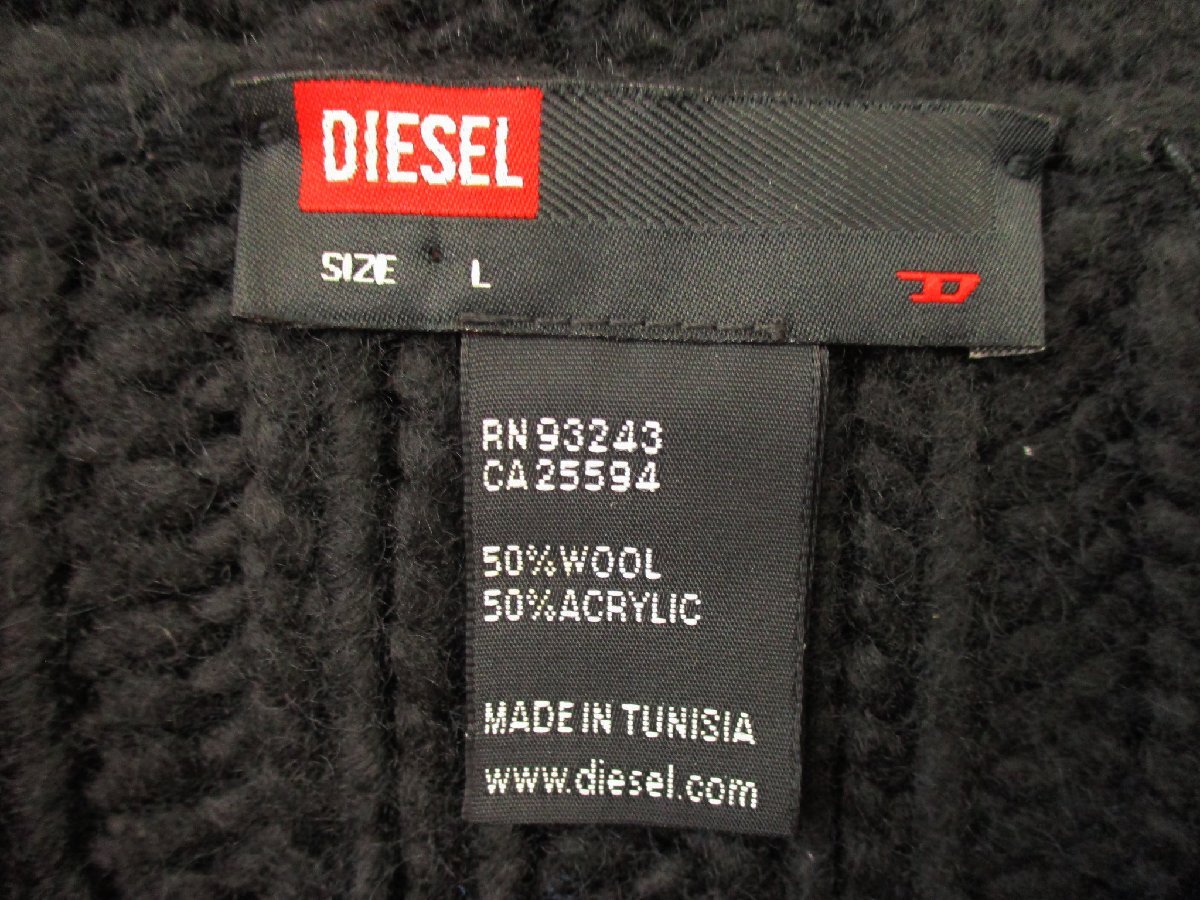 DIESEL
SIZE L
D
RN 93243
CA 25594
50% WOOL
50% ACRYLIC
MADE IN TUNISIA
www.diesel.com